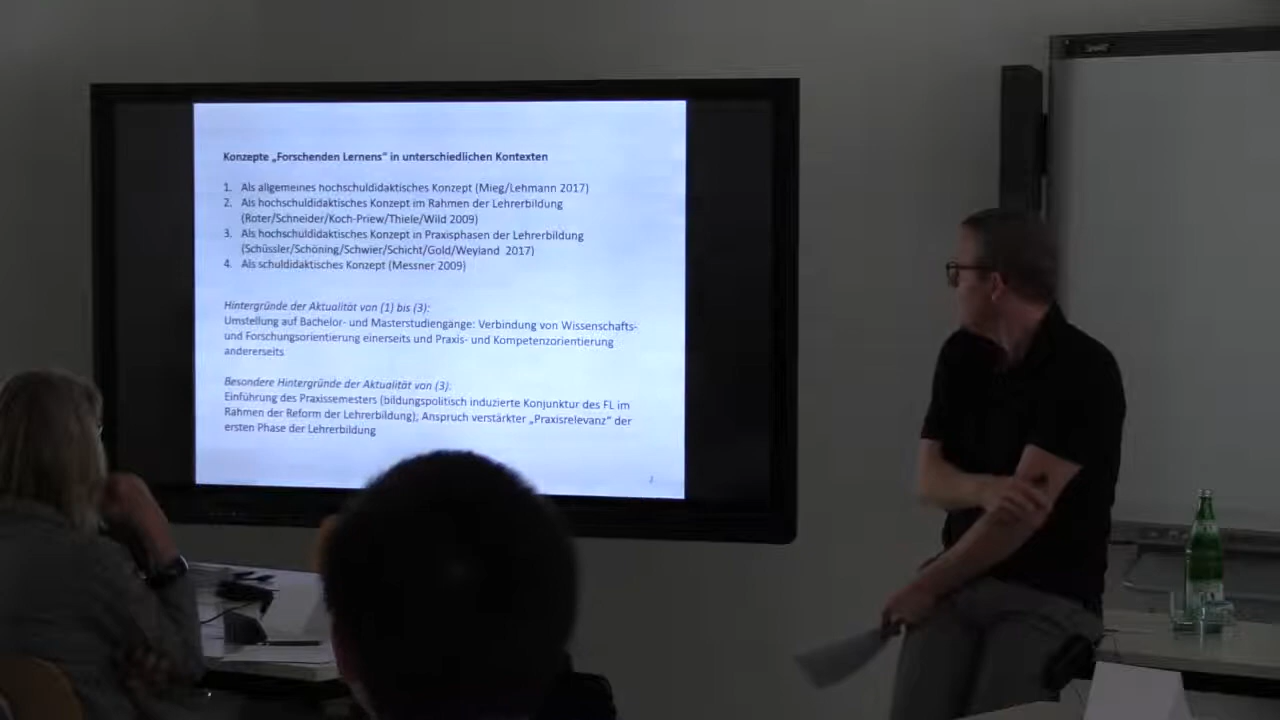 Konzepte „Forschenden Lernens“ in unterschiedlichen Kontexten
1. Als allgemeines hochschuldidaktisches Konzept (Mieg/Lehmann 2017)
2. Als hochschuldidaktisches Konzept im Rahmen der Lehrerbildung
(Roter/Schneider/Koch-Priew/Thiele/Wild 2009)
3. Als hochschuldidaktisches Konzept in Praxisphasen der Lehrerbildung
(Schüssler/Schöning/Schwier/Schicht/Gold/Weyland 2017)
4. Als schuldidaktisches Konzept (Messner 2009)
Hintergründe der Aktualität von (1) bis (3):
Umstellung auf Bachelor- und Masterstudiengänge: Verbindung von Wissenschafts-
und Forschungsorientierung einerseits und Praxis- und Kompetenzorientierung
andererseits
Besondere Hintergründe der Aktualität von (3):
Einführung des Praxissemesters (bildungspolitisch induzierte Konjunktur des FL im
Rahmen der Reform der Lehrerbildung); Anspruch verstärkter „Praxisrelevanz“ der
ersten Phase der Lehrerbildung